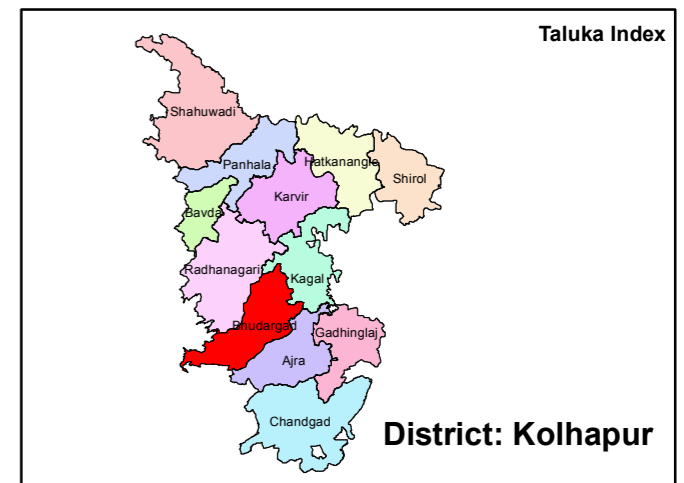 Taluka Index
Shahuwadi
Panhala
Hatkanangle
Shirol
Karvir
Bavda
Radhanagari
Kagal
Bhudargad
Gadhinglaj
Ajra
Chandgad
District: Kolhapur